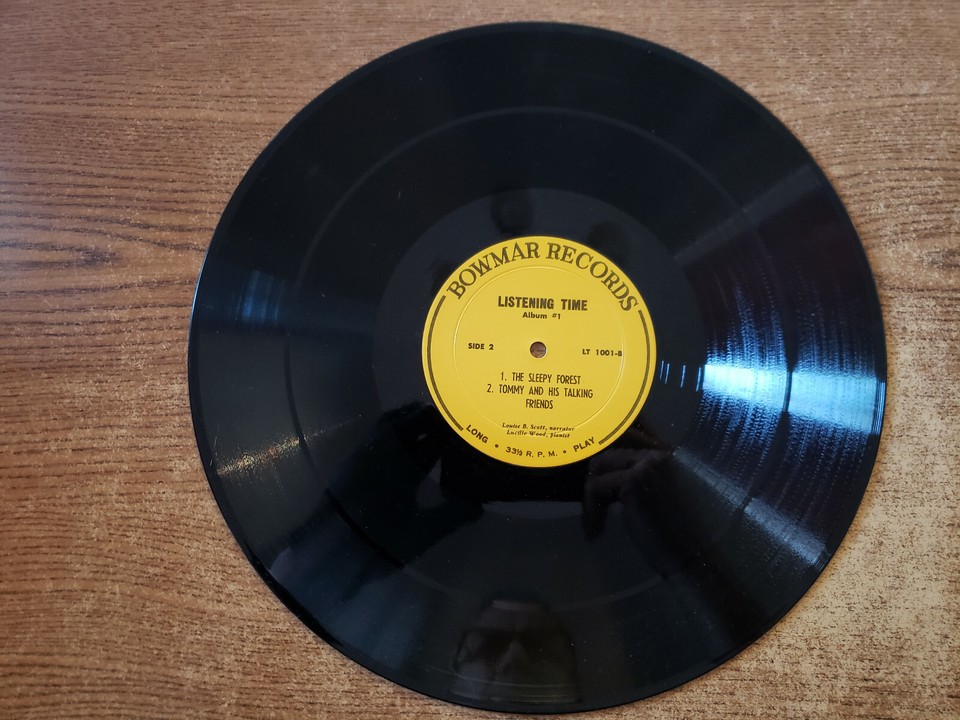 BOWMAR RECORDS
LISTENING TIME
Album #1
SIDE 2
LT 1001-B
1. THE SLEEPY FOREST
2. TOMMY AND HIS TALKING
FRIENDS
Louise B. Scott, narrator
Lucille Wood, pianist
LONG • 33⅓ R. P. M. • PLAY